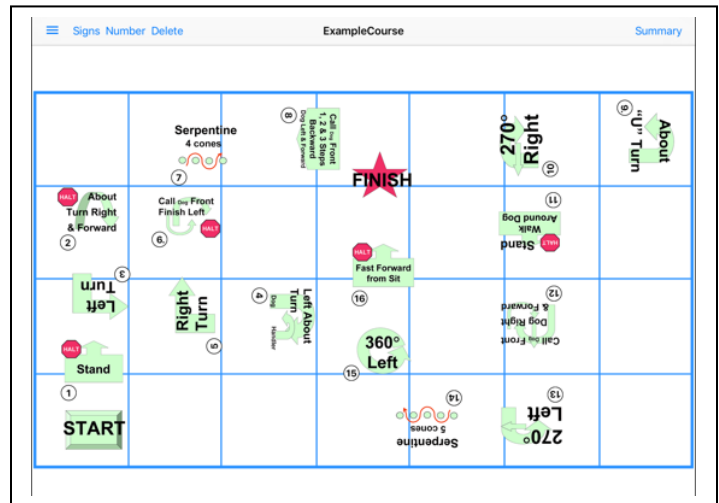 Signs Number Delete
ExampleCourse
Summary
Serpentine
4 cones
7
8
Call Dog Front
1, 2 & 3 Steps
Backward
Dog Left & Forward
FINISH
270°
Right
10
9.
About
"U" Turn
HALT
About
Turn Right
& Forward
2
Call Dog Front
Finish Left
HALT
6.
11
HALT
Stand
Walk
Around Dog
3
Left
Turn
Right
Turn
5
4
Left About
Turn
Dog
Handler
HALT
Fast Forward
from Sit
16
12
Call Dog Front
Dog Right
& Forward
HALT
Stand
1
360°
Left
15
START
14
Serpentine
5 cones
13
270°
Left